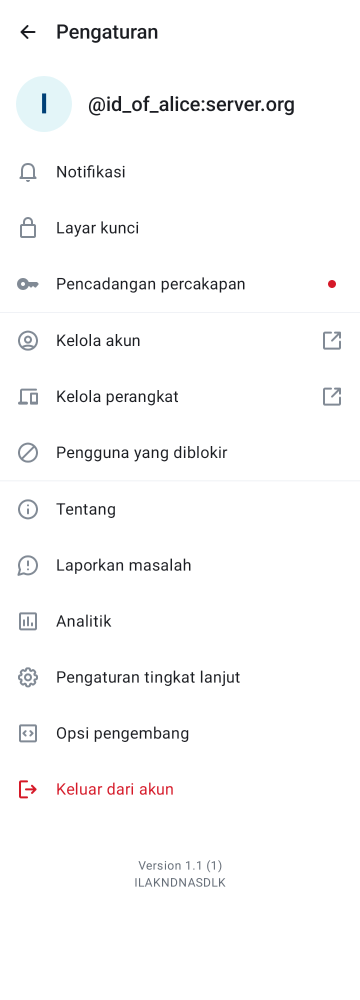 Pengaturan
I
@id_of_alice:server.org
Notifikasi
Layar kunci
Pencadangan percakapan
Kelola akun
Kelola perangkat
Pengguna yang diblokir
Tentang
Laporkan masalah
Analitik
Pengaturan tingkat lanjut
Opsi pengembang
Keluar dari akun
Version 1.1 (1)
ILAKNDNASDLK